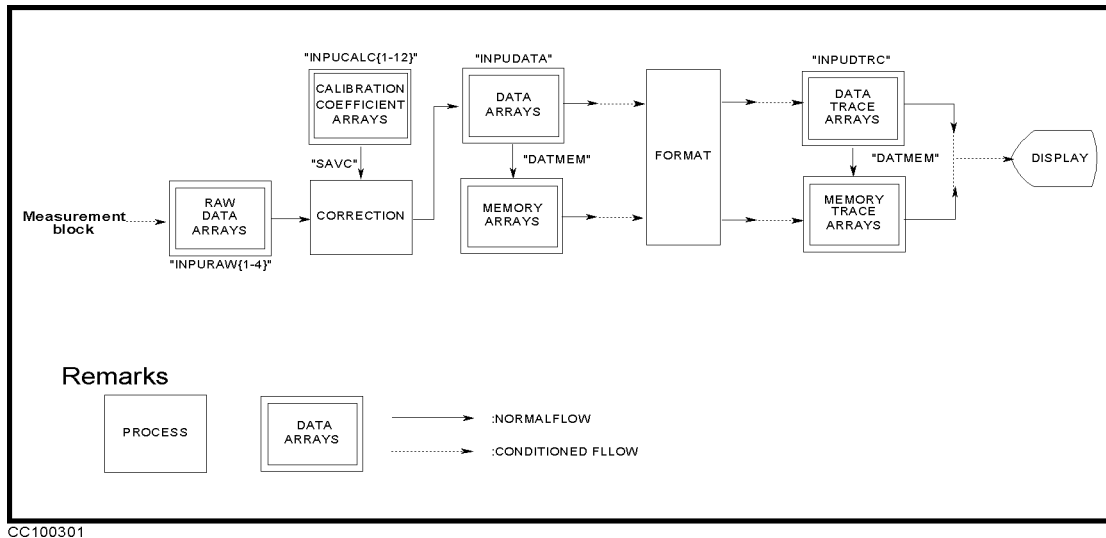 "INPUCALC{1-12}"
CALIBRATION
COEFFICIENT
ARRAYS
"SAVC"
Measurement
block
RAW
DATA
ARRAYS
"INPURAW{1-4}"
CORRECTION
"INPUDATA"
DATA
ARRAYS
"DATMEM"
MEMORY
ARRAYS
FORMAT
"INPUDTRC"
DATA
TRACE
ARRAYS
"DATMEM"
MEMORY
TRACE
ARRAYS
DISPLAY
Remarks
PROCESS
DATA
ARRAYS
:NORMALFLOW
:CONDITIONED FLLOW
CC100301